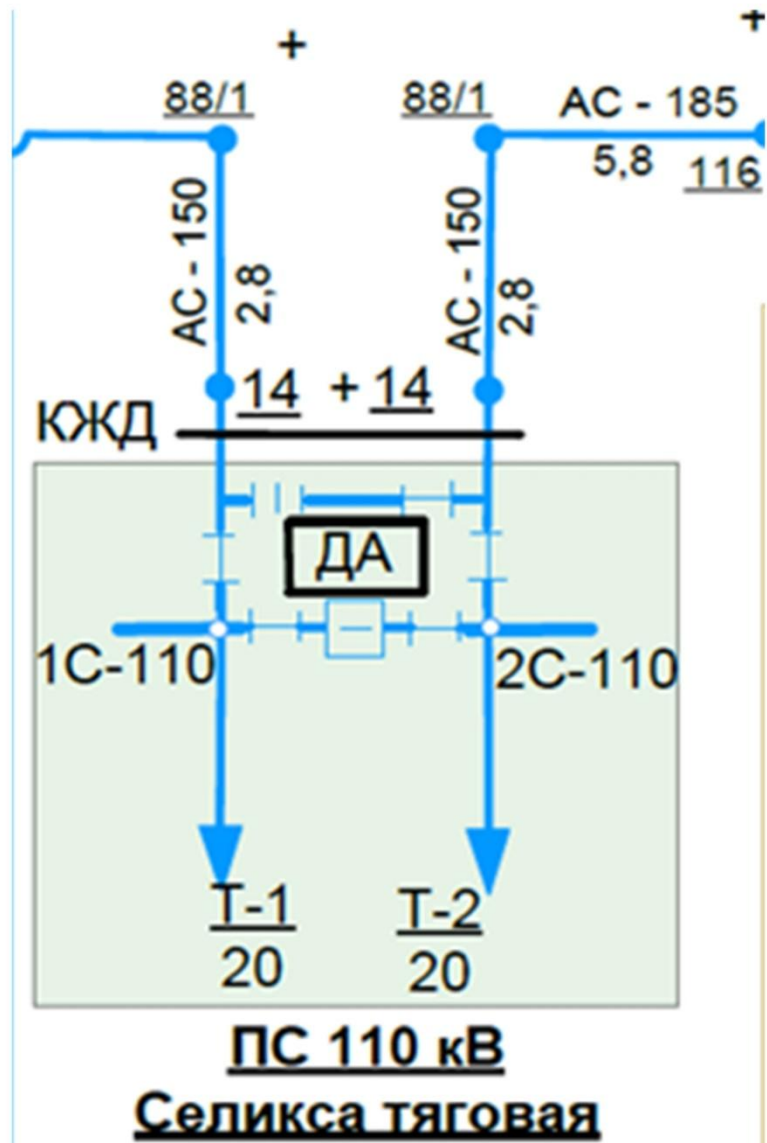 + +
88/1 88/1 АС - 185
5,8 116
АС - 150 2,8 АС - 150 2,8
14 + 14
КЖД
ДА
1С-110 2С-110
Т-1 Т-2
20 20
ПС 110 кВ
Селикса тяговая